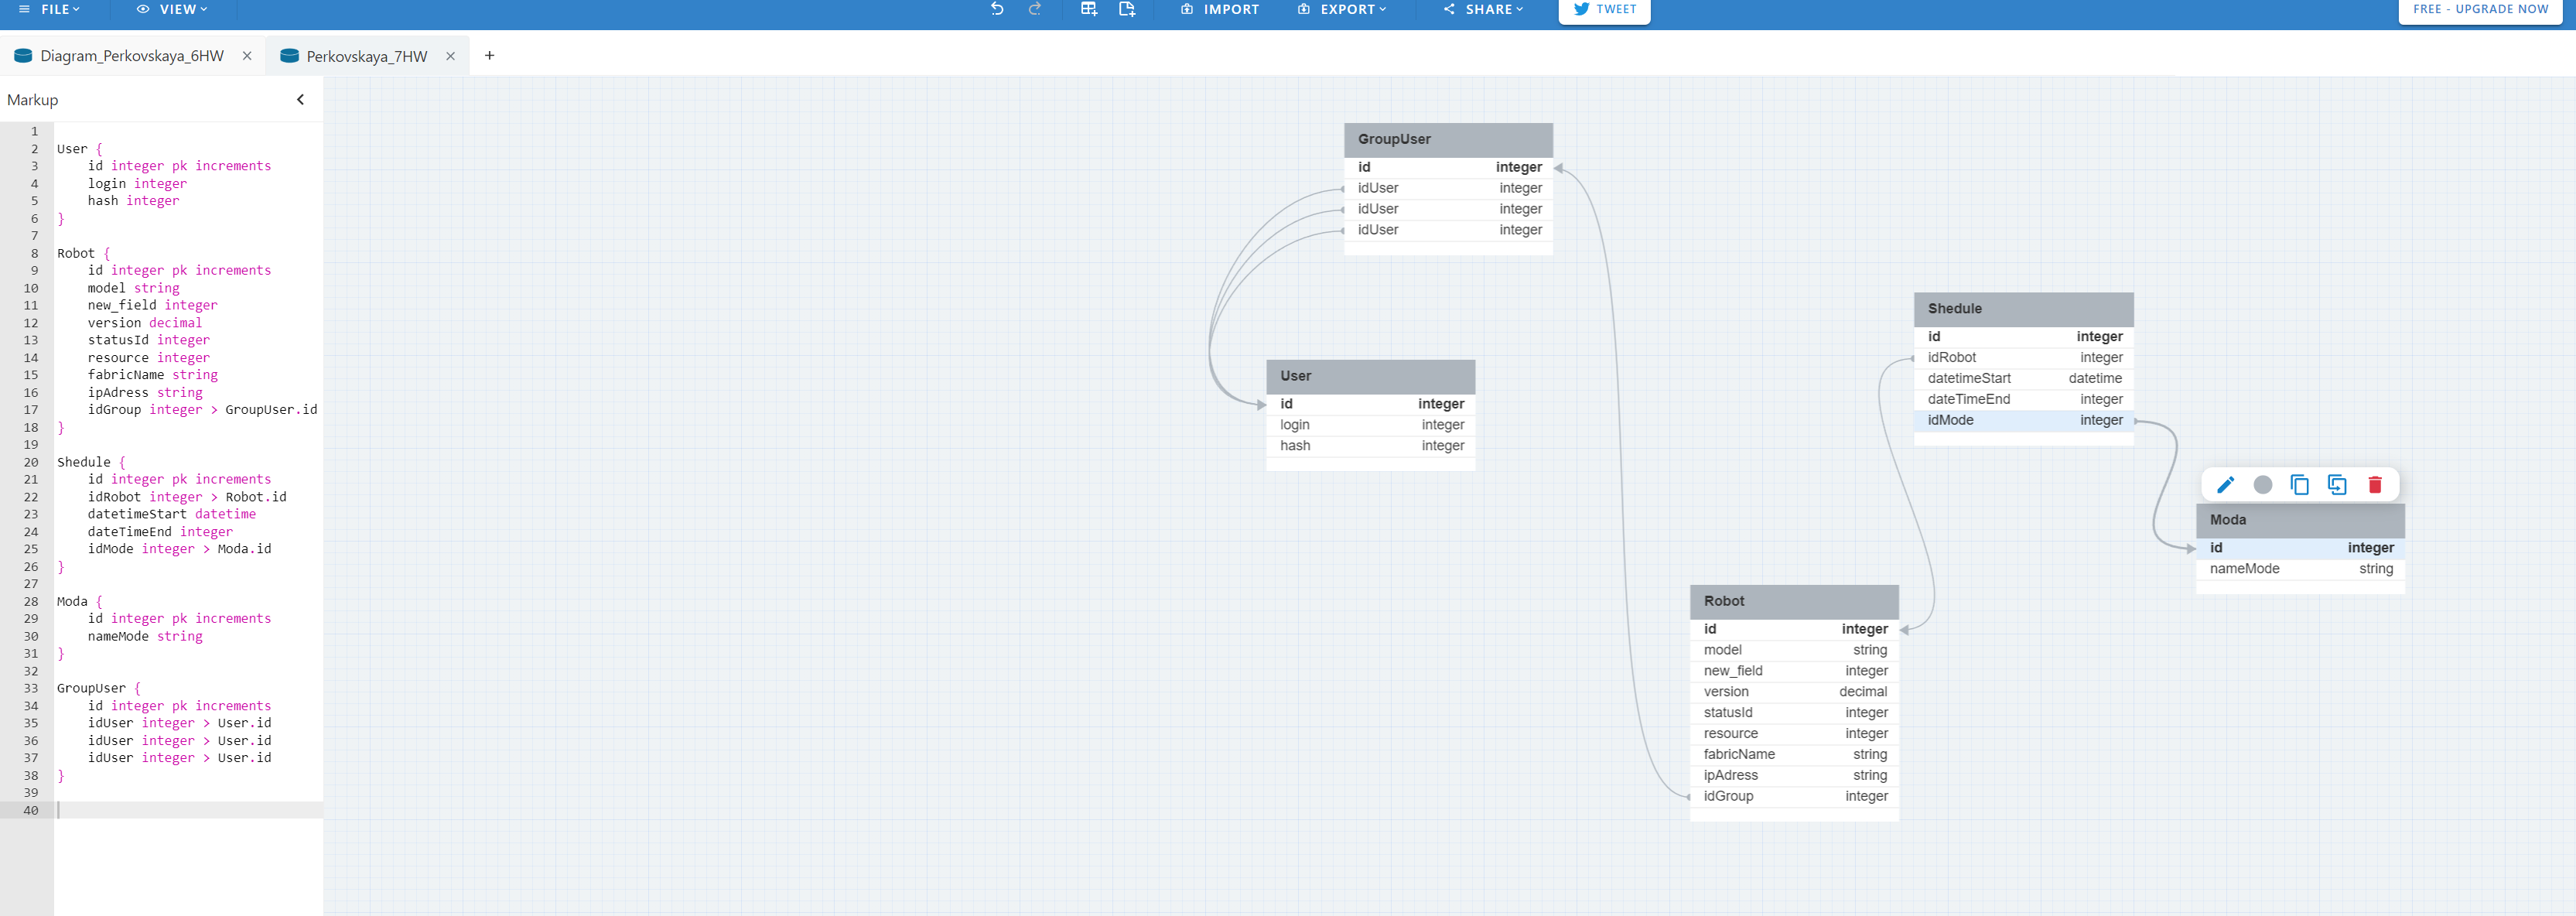 FILE VIEW IMPORT EXPORT SHARE TWEET FREE - UPGRADE NOW
Diagram_Perkovskaya_6HW Perkovskaya_7HW
Markup
1
2 User {
3 id integer pk increments
4 login integer
5 hash integer
6 }
7
8 Robot {
9 id integer pk increments
10 model string
11 new_field integer
12 version decimal
13 statusId integer
14 resource integer
15 fabricName string
16 ipAdress string
17 idGroup integer > GroupUser.id
18 }
19
20 Shedule {
21 id integer pk increments
22 idRobot integer > Robot.id
23 datetimeStart datetime
24 dateTimeEnd integer
25 idMode integer > Moda.id
26 }
27
28 Moda {
29 id integer pk increments
30 nameMode string
31 }
32
33 GroupUser {
34 id integer pk increments
35 idUser integer > User.id
36 idUser integer > User.id
37 idUser integer > User.id
38 }
39
40
GroupUser
id integer
idUser integer
idUser integer
idUser integer
User
id integer
login integer
hash integer
Shedule
id integer
idRobot integer
datetimeStart datetime
dateTimeEnd integer
idMode integer
Moda
id integer
nameMode string
Robot
id integer
model string
new_field integer
version decimal
statusId integer
resource integer
fabricName string
ipAdress string
idGroup integer